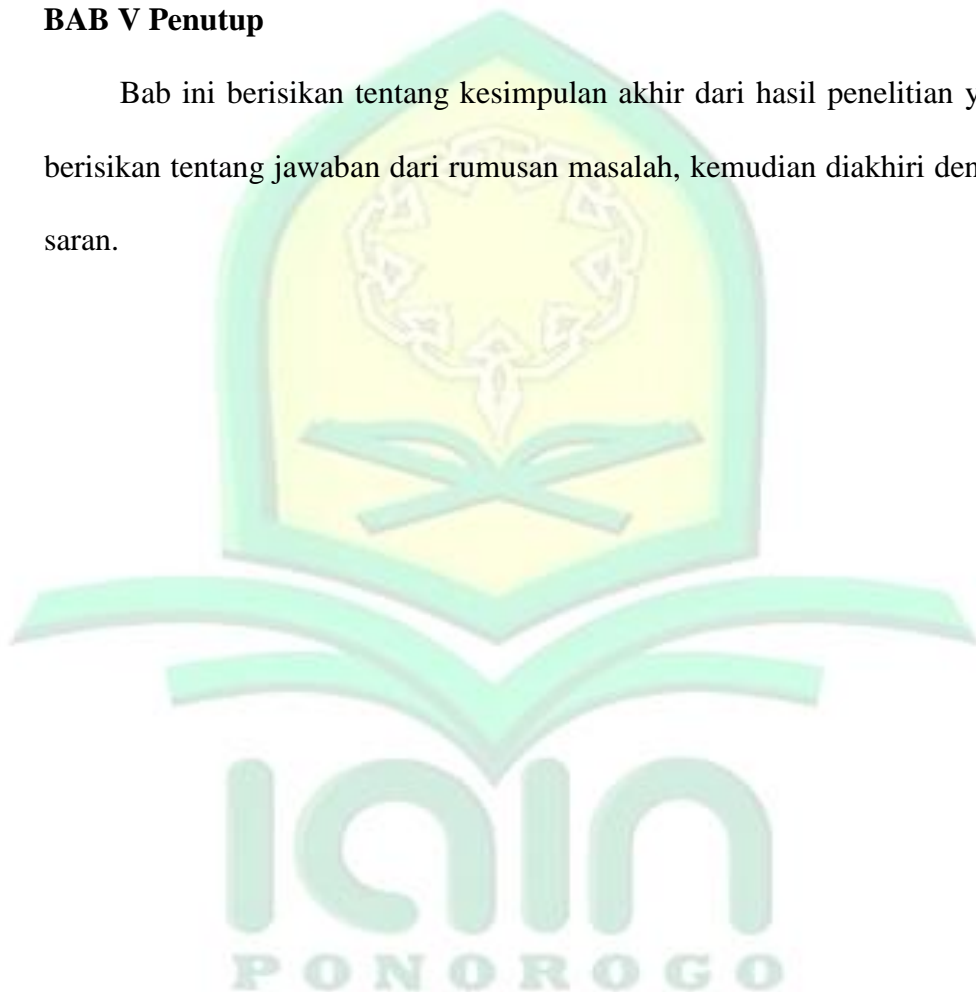 BAB V Penutup
Bab ini berisikan tentang kesimpulan akhir dari hasil penelitian
berisikan tentang jawaban dari rumusan masalah, kemudian diakhiri
saran.
IAIN
PONOROGO